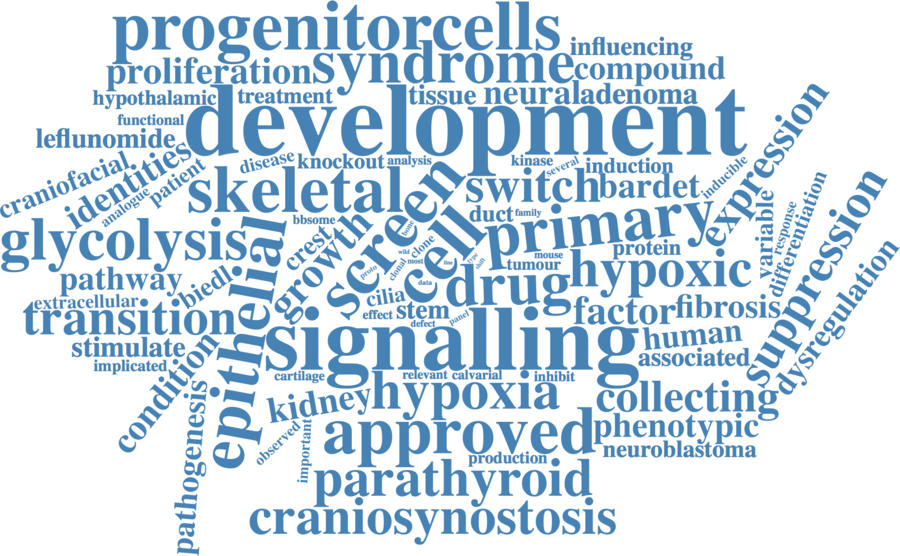 progenitorcells
syndrome
influencing
proliferation
compound
hypothalamic
treatment
tissue
neuraladenoma
functional
development
leflunomide
disease
knockout
analysis
kinase
several
induction
inducible
expression
craniofacial
identities
analogue
patient
skeletal
screen
switch
bardet
duct
family
primary
variable
response
differentiation
suppression
glycolysis
bbsome
crest
growth
epithelial
cell
clone
bone
wild
most
line
type
shift
clonal
proto
data
mouse
tumour
protein
hypoxic
pathway
biedl
extracellular
cilia
drug
effect
stem
defect
panel
factor
fibrosis
dysregulation
transition
signalling
human
stimulate
associated
implicated
condition
cartilage
relevant
calvarial
inhibit
hypoxia
kidney
collecting
pathogenesis
observed
important
approved
phenotypic
production
neuroblastoma
parathyroid
craniosynostosis